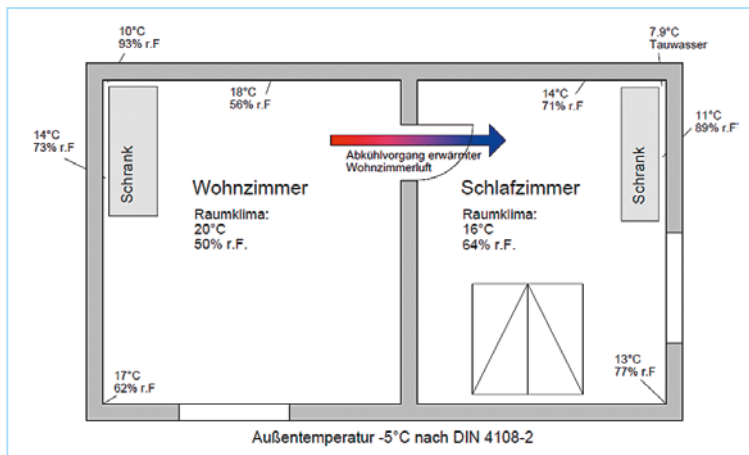 10°C
93% r.F
7.9°C
Tauwasser
18°C
56% r.F
14°C
71% r.F
11°C
89% r.F
14°C
73% r.F
Schrank
Abkühlvorgang erwärmter
Wohnzimmerluft
Schrank
Wohnzimmer
Schlafzimmer
Raumklima:
20°C
50% r.F.
Raumklima:
16°C
64% r.F.
17°C
62% r.F
13°C
77% r.F
Außentemperatur -5°C nach DIN 4108-2